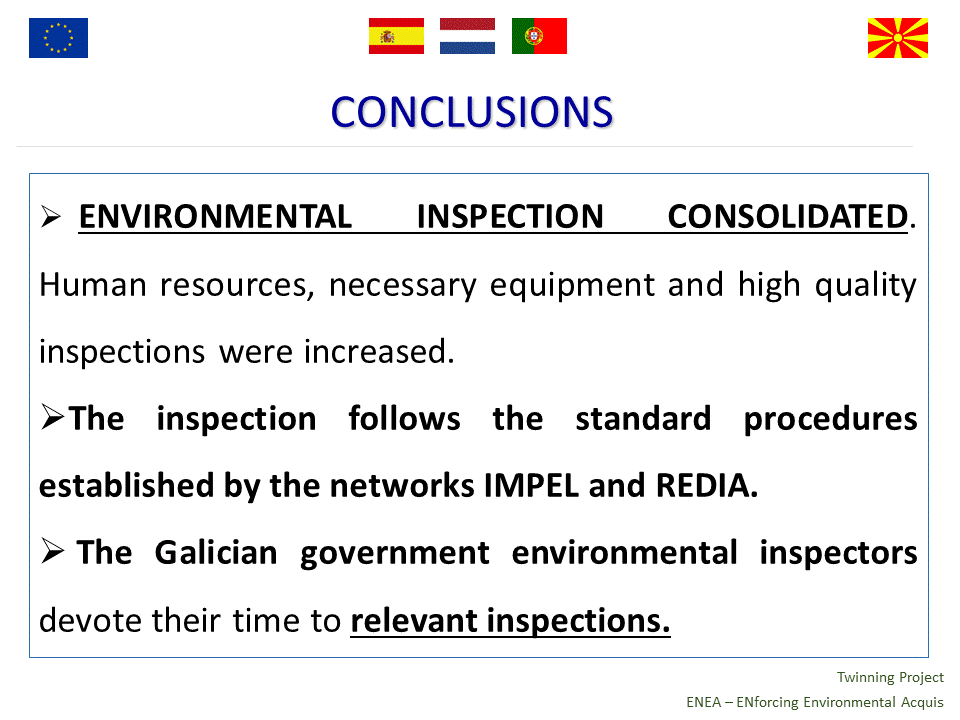 CONCLUSIONS
➢ ENVIRONMENTAL INSPECTION CONSOLIDATED.
Human resources, necessary equipment and high quality
inspections were increased.
➢The inspection follows the standard procedures
established by the networks IMPEL and REDIA.
➢ The Galician government environmental inspectors
devote their time to relevant inspections.
Twinning Project
ENEA – ENforcing Environmental Acquis